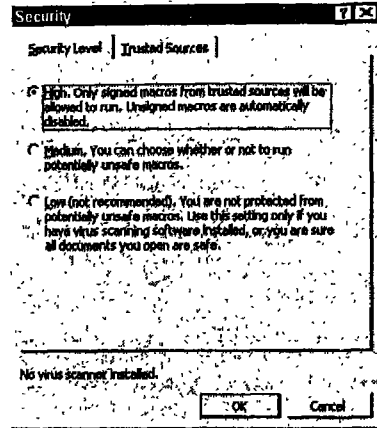 Security
Security Level Trusted Sources
High. Only signed macros from trusted sources will be
allowed to run. Unsigned macros are automatically
disabled.
Medium. You can choose whether or not to run
potentially unsafe macros.
Low (not recommended). You are not protected from
potentially unsafe macros. Use this setting only if you
have virus scanning software installed, or you are sure
all documents you open are safe.
No virus scanner installed.
OK Cancel